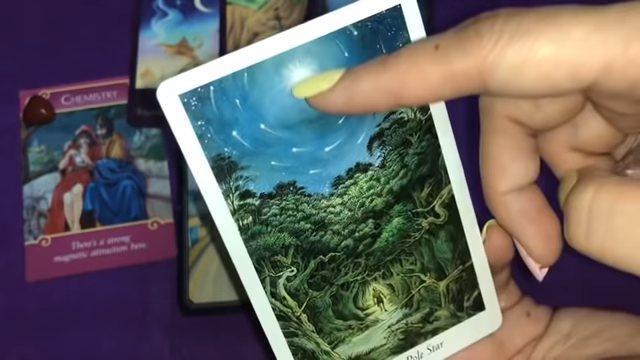 CHEMISTRY
There's a strong
magnetic attraction here.
Pole Star